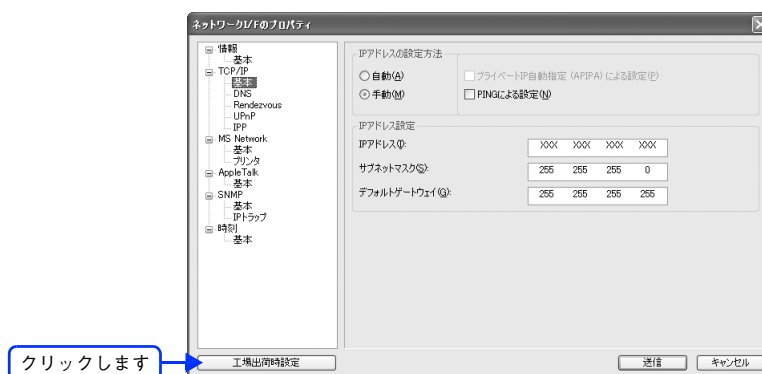 ネットワークI/Fのプロパティ
情報
基本
TCP/IP
基本
DNS
Rendezvous
UPnP
IPP
MS Network
基本
プリンタ
AppleTalk
基本
SNMP
基本
IPトラップ
時刻
基本
IPアドレスの設定方法
自動(A)
手動(M)
プライベートIP自動指定 (APIPA) による設定(P)
PINGによる設定(N)
IPアドレス設定
IPアドレス(I): XXX XXX XXX XXX
サブネットマスク(S): 255 255 255 0
デフォルトゲートウェイ(G): 255 255 255 255
クリックします
工場出荷時設定 送信 キャンセル